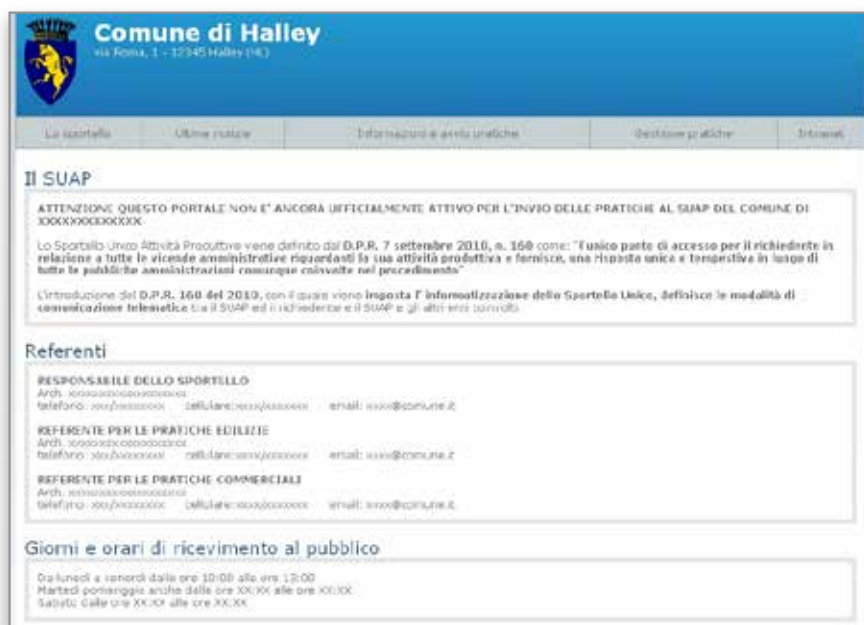 Comune di Halley
via Roma, 1 - 12345 Halley (HL)
Lo sportello Ultime notizie Informazioni e avvio pratiche Gestione pratiche Intranet
Il SUAP
ATTENZIONE QUESTO PORTALE NON E' ANCORA UFFICIALMENTE ATTIVO PER L'INVIO DELLE PRATICHE AL SUAP DEL COMUNE DI
XXXXXXXXXXXXX
Lo Sportello Unico Attività Produttive viene definito dal D.P.R. 7 settembre 2010, n. 160 come: "l'unico punto di accesso per il richiedente in
relazione a tutte le vicende amministrative riguardanti la sua attività produttiva e fornisce, una risposta unica e tempestiva in luogo di
tutte le pubbliche amministrazioni comunque coinvolte nel procedimento"
L'introduzione del D.P.R. 160 del 2010, con il quale viene imposta l' informatizzazione dello Sportello Unico, definisce le modalità di
comunicazione telematica tra il SUAP ed il richiedente e il SUAP e gli altri enti coinvolti.
Referenti
RESPONSABILE DELLO SPORTELLO
Arch.
telefono: xxx/xxxxxxx cellulare:xxxx/xxxxxx email: xxxx@comune.it
REFERENTE PER LE PRATICHE EDILIZIE
Arch.
telefono: xxx/xxxxxxx cellulare:xxxx/xxxxxx email: xxxx@comune.it
REFERENTE PER LE PRATICHE COMMERCIALI
Arch.
telefono: xxx/xxxxxxx cellulare:xxxx/xxxxxx email: xxxx@comune.it
Giorni e orari di ricevimento al pubblico
Da lunedì a venerdì dalle ore 10:00 alle ore 13:00
Martedì pomeriggio anche dalle ore XX:XX alle ore XX:XX
Sabato dalle ore XX:XX alle ore XX:XX